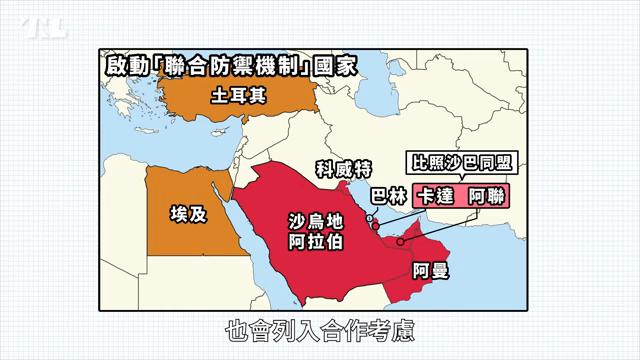 TL
啟動「聯合防禦機制」國家
土耳其
科威特
比照沙巴同盟
巴林
卡達 阿聯
埃及
沙烏地
阿拉伯
阿曼
也會列入合作考慮